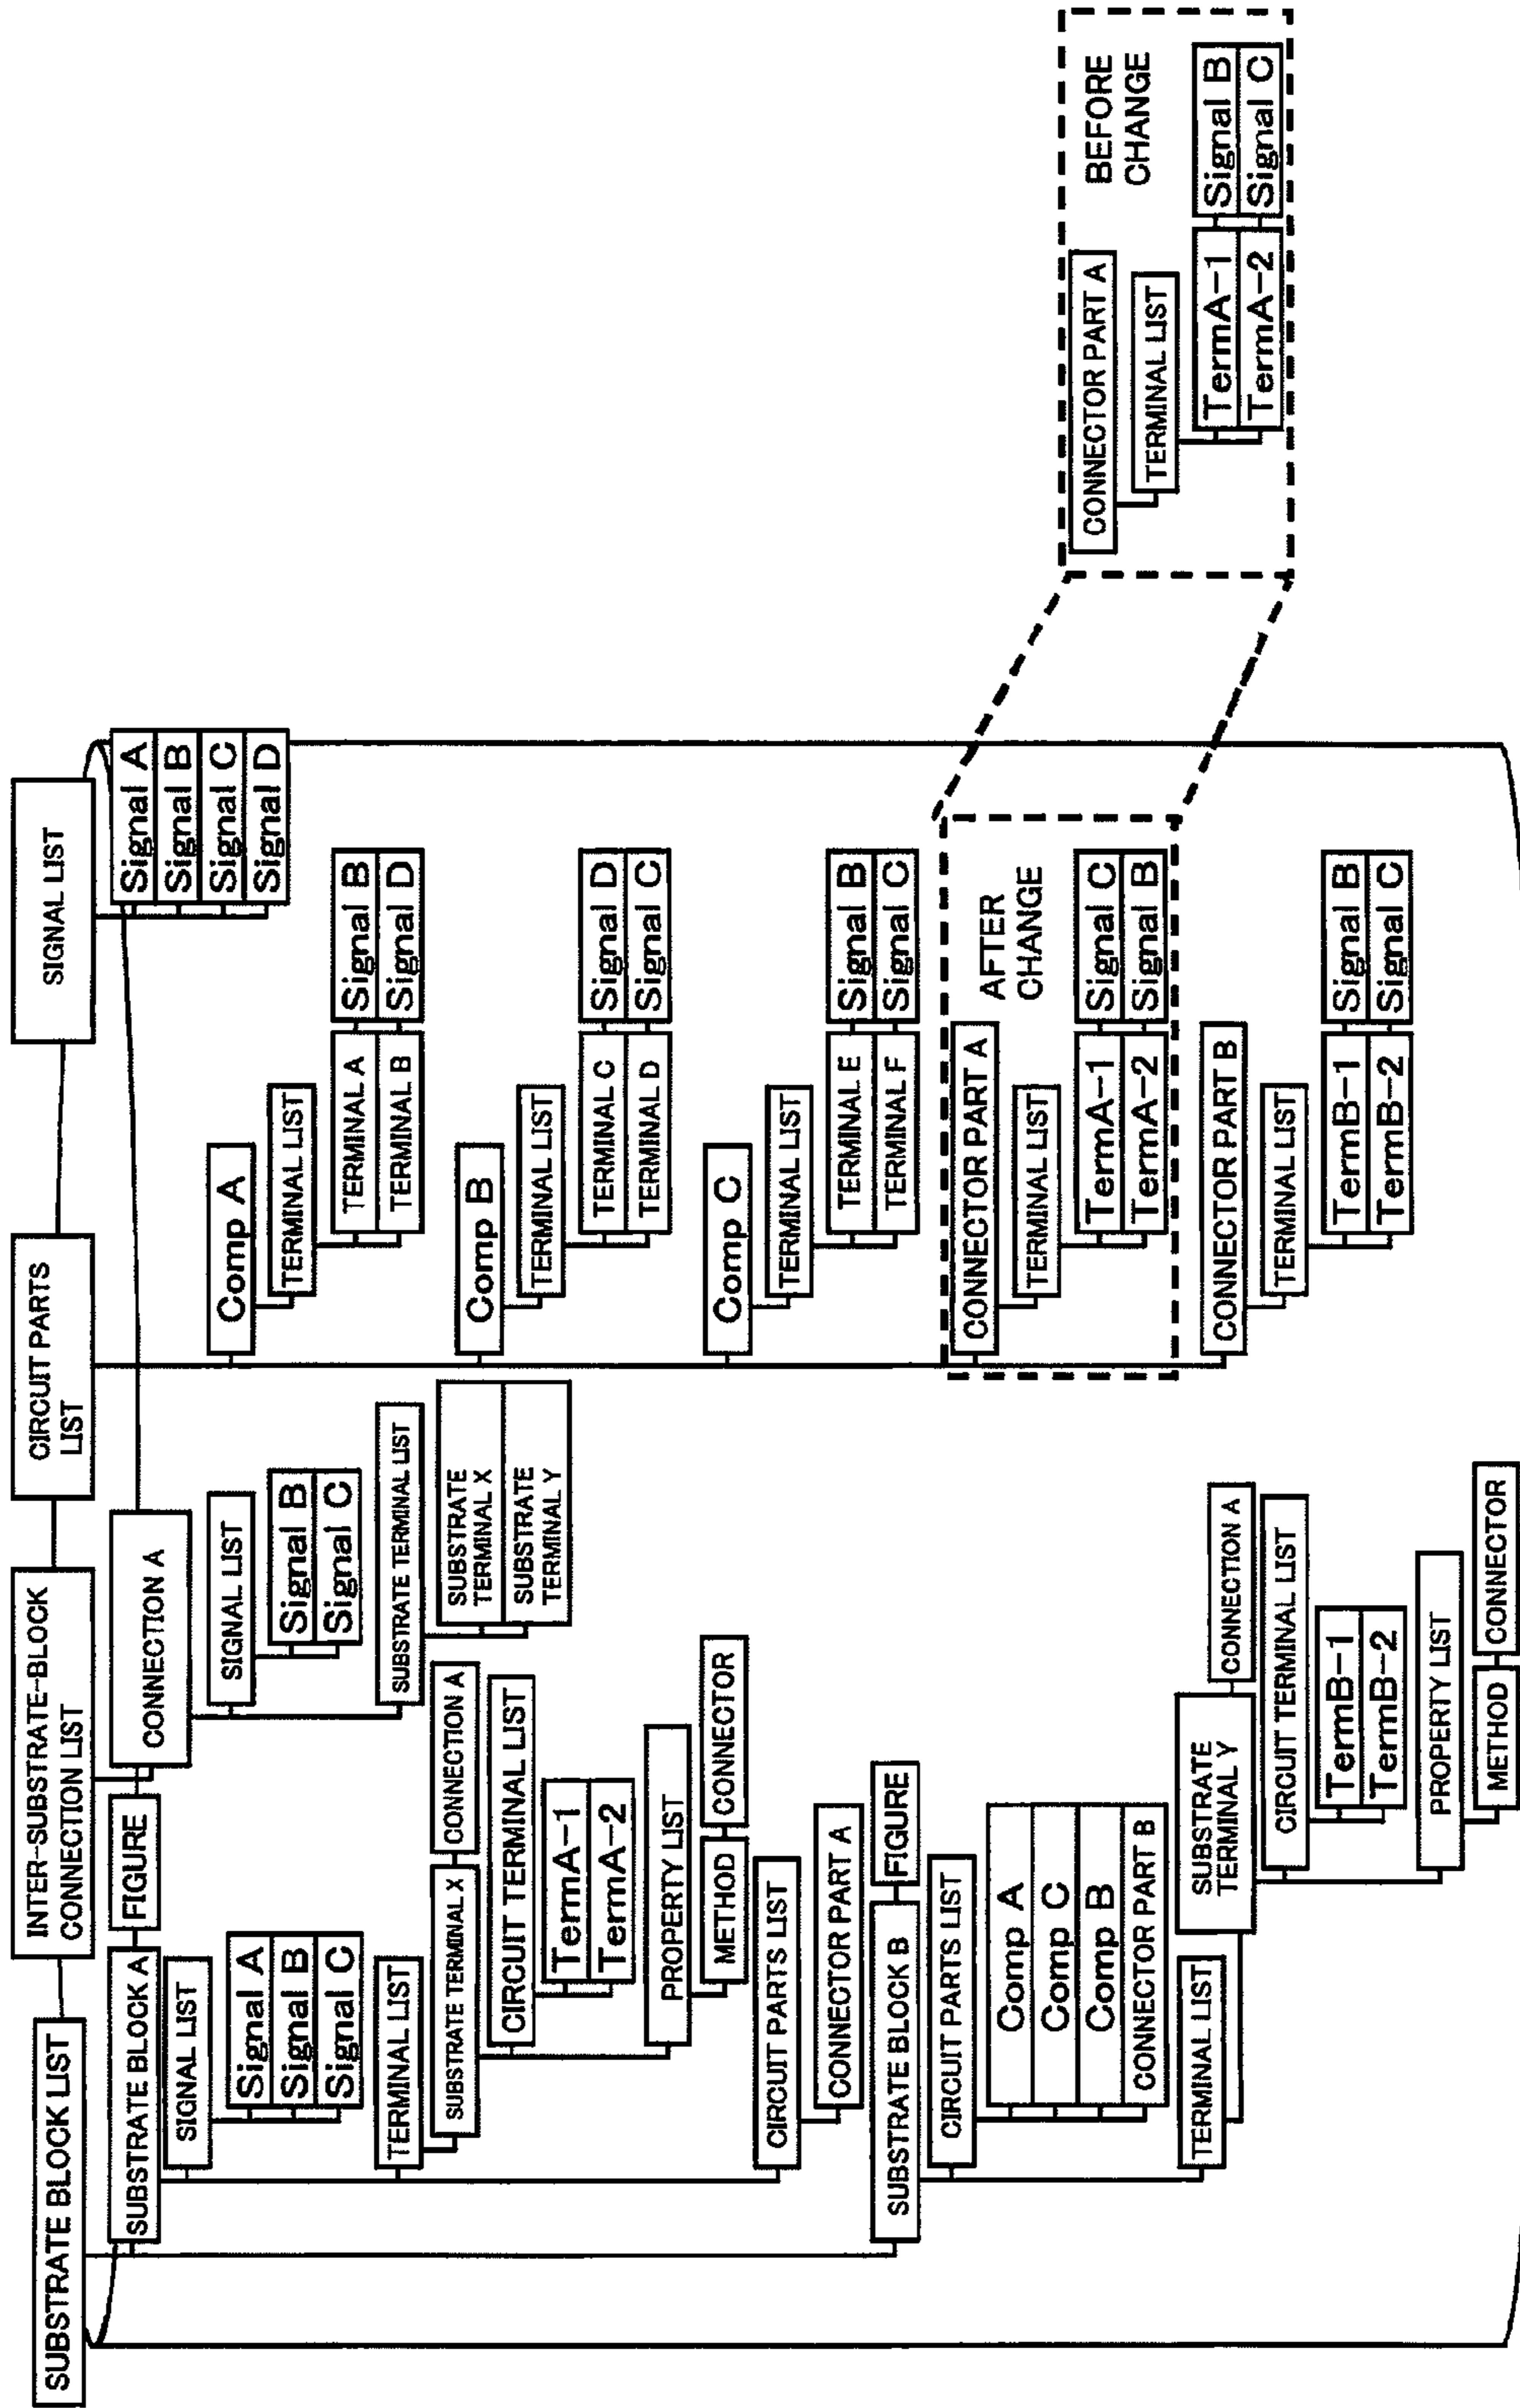 SUBSTRATE BLOCK LIST
SUBSTRATE BLOCK A
FIGURE
SIGNAL LIST
Signal A
Signal B
Signal C
TERMINAL LIST
SUBSTRATE TERMINAL X
CONNECTION A
CIRCUIT TERMINAL LIST
TermA-1
TermA-2
PROPERTY LIST
METHOD
CONNECTOR
CIRCUIT PARTS LIST
CONNECTOR PART A
SUBSTRATE BLOCK B
FIGURE
CIRCUIT PARTS LIST
Comp A
Comp C
Comp B
CONNECTOR PART B
TERMINAL LIST
SUBSTRATE
TERMINALY
CONNECTION A
CIRCUIT TERMINAL LIST
TermB-1
TermB-2
PROPERTY LIST
METHOD
CONNECTOR
INTER-SUBSTRATE-BLOCK
CONNECTION LIST
CONNECTION A
SIGNAL LIST
Signal B
Signal C
SUBSTRATE TERMINAL LIST
SUBSTRATE
TERMINAL X
SUBSTRATE
TERMINAL Y
CIRCUIT PARTS
LIST
Comp A
TERMINAL LIST
TERMINAL A
Signal B
TERMINAL B
Signal D
Comp B
TERMINAL LIST
TERMINAL C
Signal D
TERMINAL D
Signal C
Comp C
TERMINAL LIST
TERMINAL E
Signal B
TERMINAL F
Signal C
CONNECTOR PART A
AFTER
CHANGE
TERMINAL LIST
TermA-1
Signal C
TermA-2
Signal B
CONNECTOR PART B
TERMINAL LIST
TermB-1
Signal B
TermB-2
Signal C
SIGNAL LIST
Signal A
Signal B
Signal C
Signal D
CONNECTOR PART A
BEFORE
CHANGE
TERMINAL LIST
TermA-1
Signal B
TermA-2
Signal C